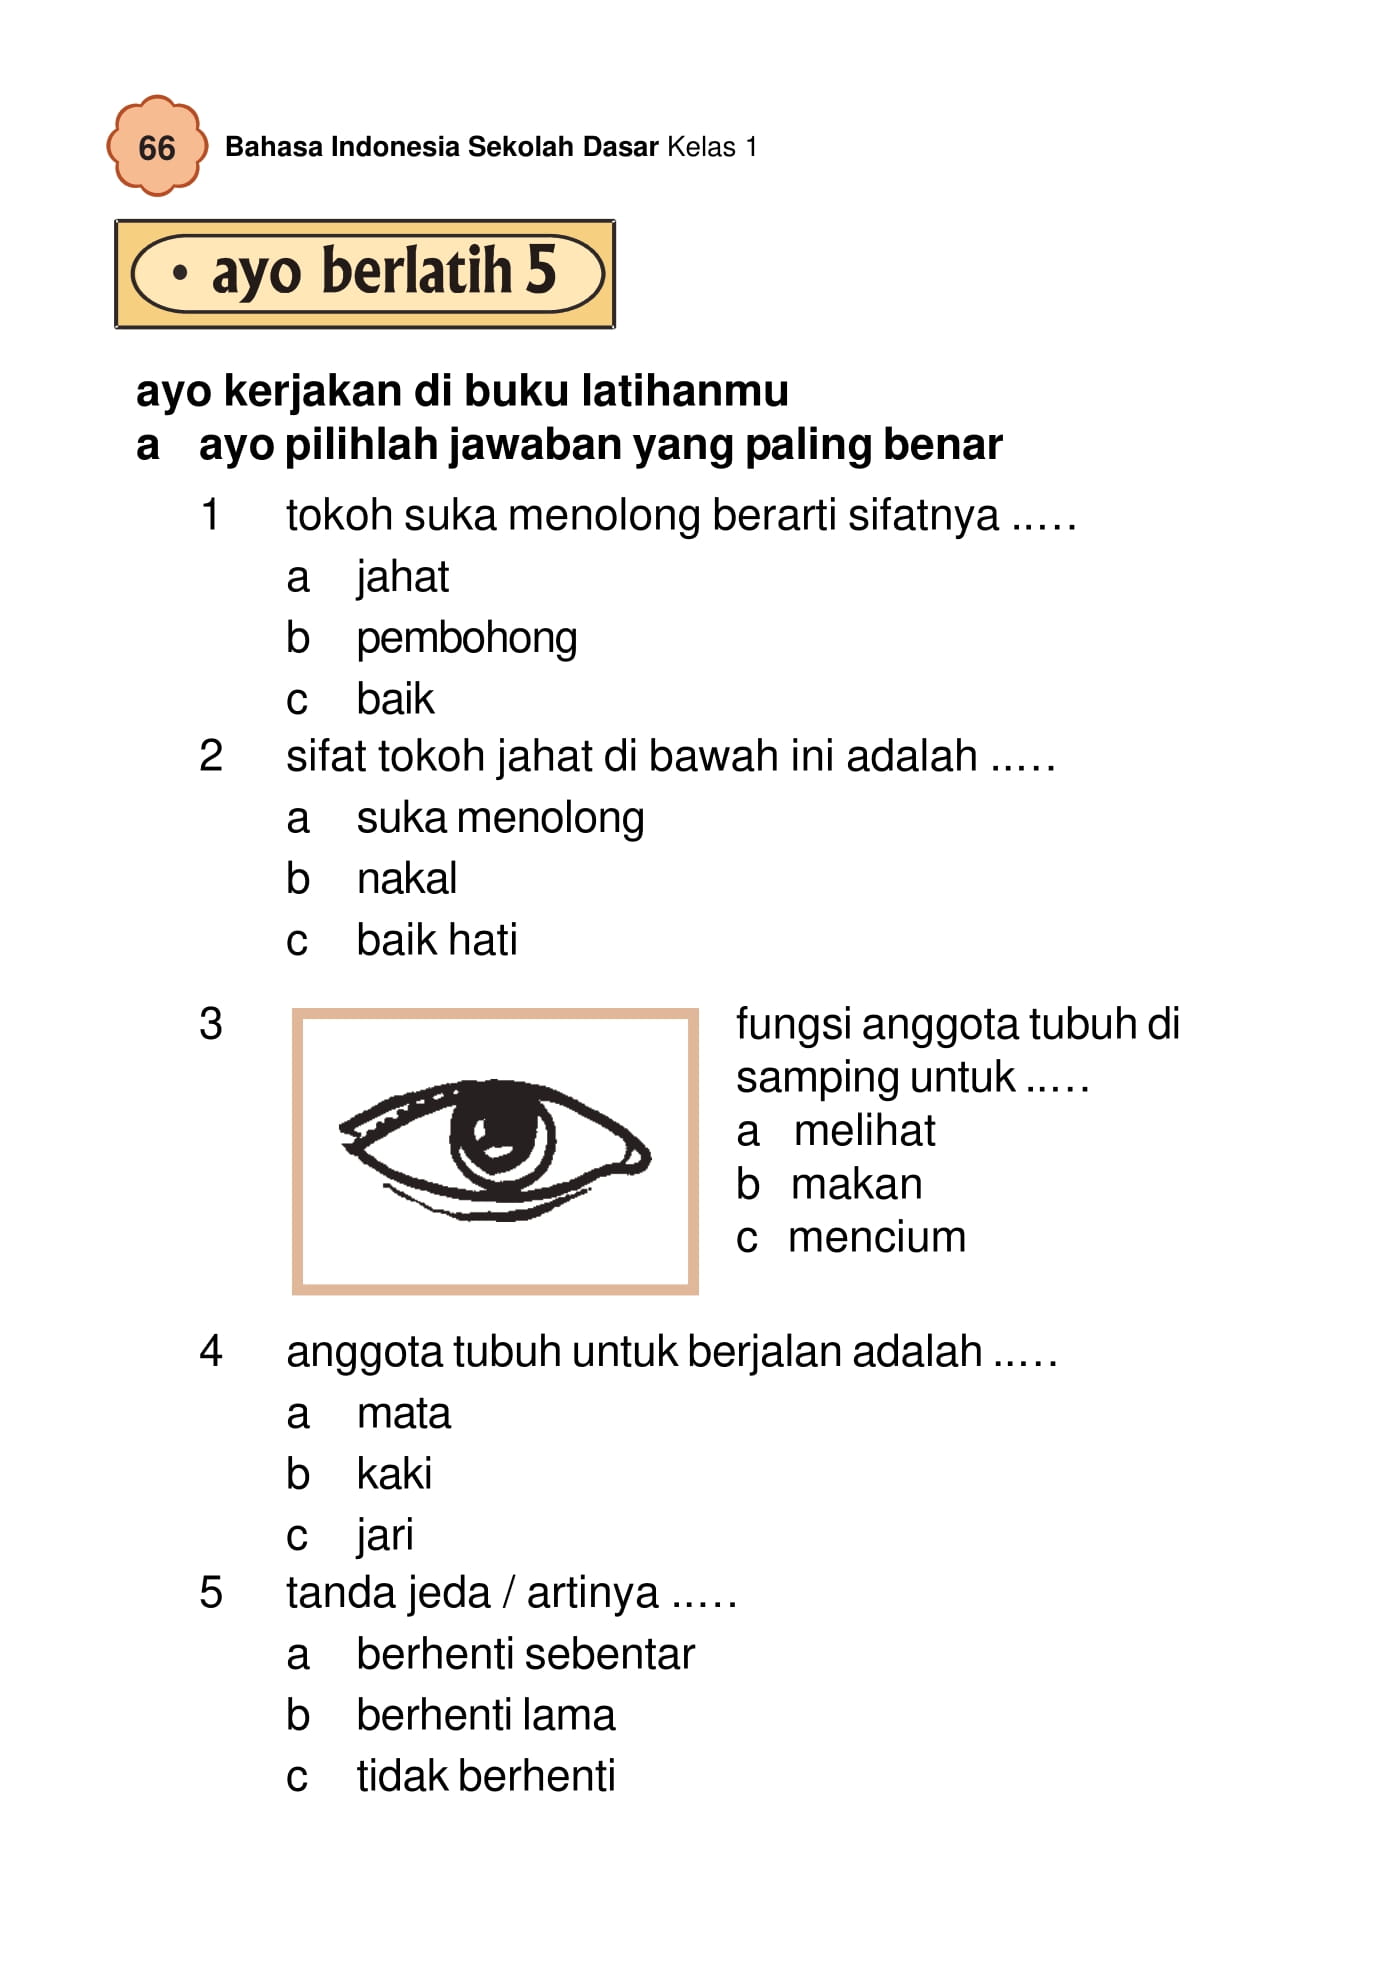 66 Bahasa Indonesia Sekolah Dasar Kelas 1
• ayo berlatih 5
ayo kerjakan di buku latihanmu
a ayo pilihlah jawaban yang paling benar
1 tokoh suka menolong berarti sifatnya .....
a jahat
b pembohong
c baik
2 sifat tokoh jahat di bawah ini adalah .....
a suka menolong
b nakal
c baik hati
3 fungsi anggota tubuh di
samping untuk .....
a melihat
b makan
c mencium
4 anggota tubuh untuk berjalan adalah .....
a mata
b kaki
c jari
5 tanda jeda / artinya .....
a berhenti sebentar
b berhenti lama
c tidak berhenti